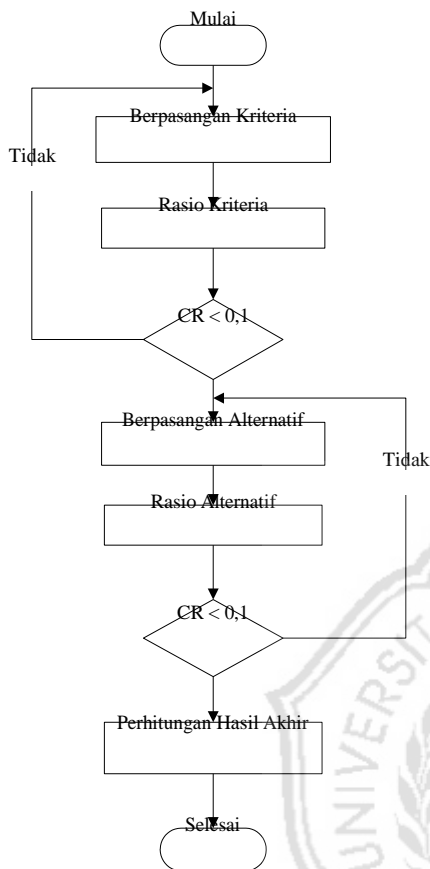 Mulai
Berpasangan Kriteria
Tidak
Rasio Kriteria
CR < 0,1
Berpasangan Alternatif
Tidak
Rasio Alternatif
CR < 0,1
Perhitungan Hasil Akhir
Selesai
UNIVERSIT